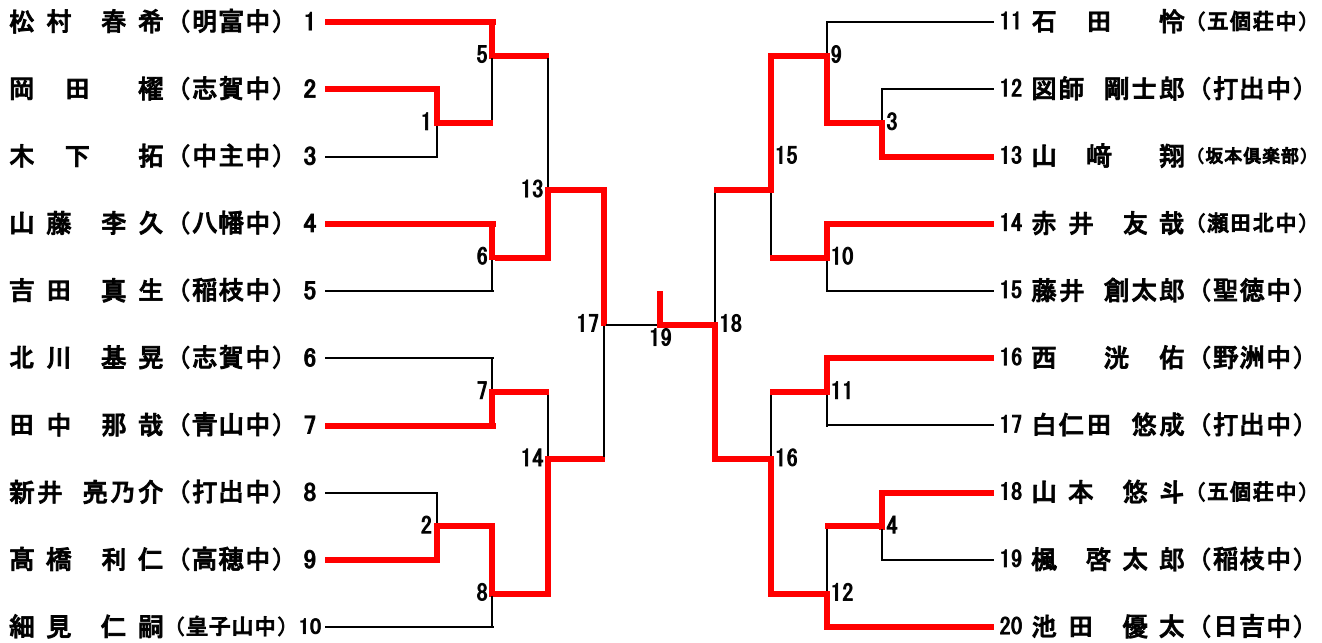 松村 春希（明富中） 1
岡田 櫂（志賀中） 2
木下 拓（中主中） 3
山藤 李久（八幡中） 4
吉田 真生（稲枝中） 5
北川 基晃（志賀中） 6
田中 那哉（青山中） 7
新井 亮乃介（打出中） 8
髙橋 利仁（高穂中） 9
細見 仁嗣（皇子山中） 10
5
1
13
6
17
7
14
2
8
19
9
3
15
10
18
11
16
4
12
11 石田 怜（五個荘中）
12 図師 剛士郎（打出中）
13 山﨑 翔（坂本倶楽部）
14 赤井 友哉（瀬田北中）
15 藤井 創太郎（聖徳中）
16 西 洸佑（野洲中）
17 白仁田 悠成（打出中）
18 山本 悠斗（五個荘中）
19 楓 啓太郎（稲枝中）
20 池田 優太（日吉中）